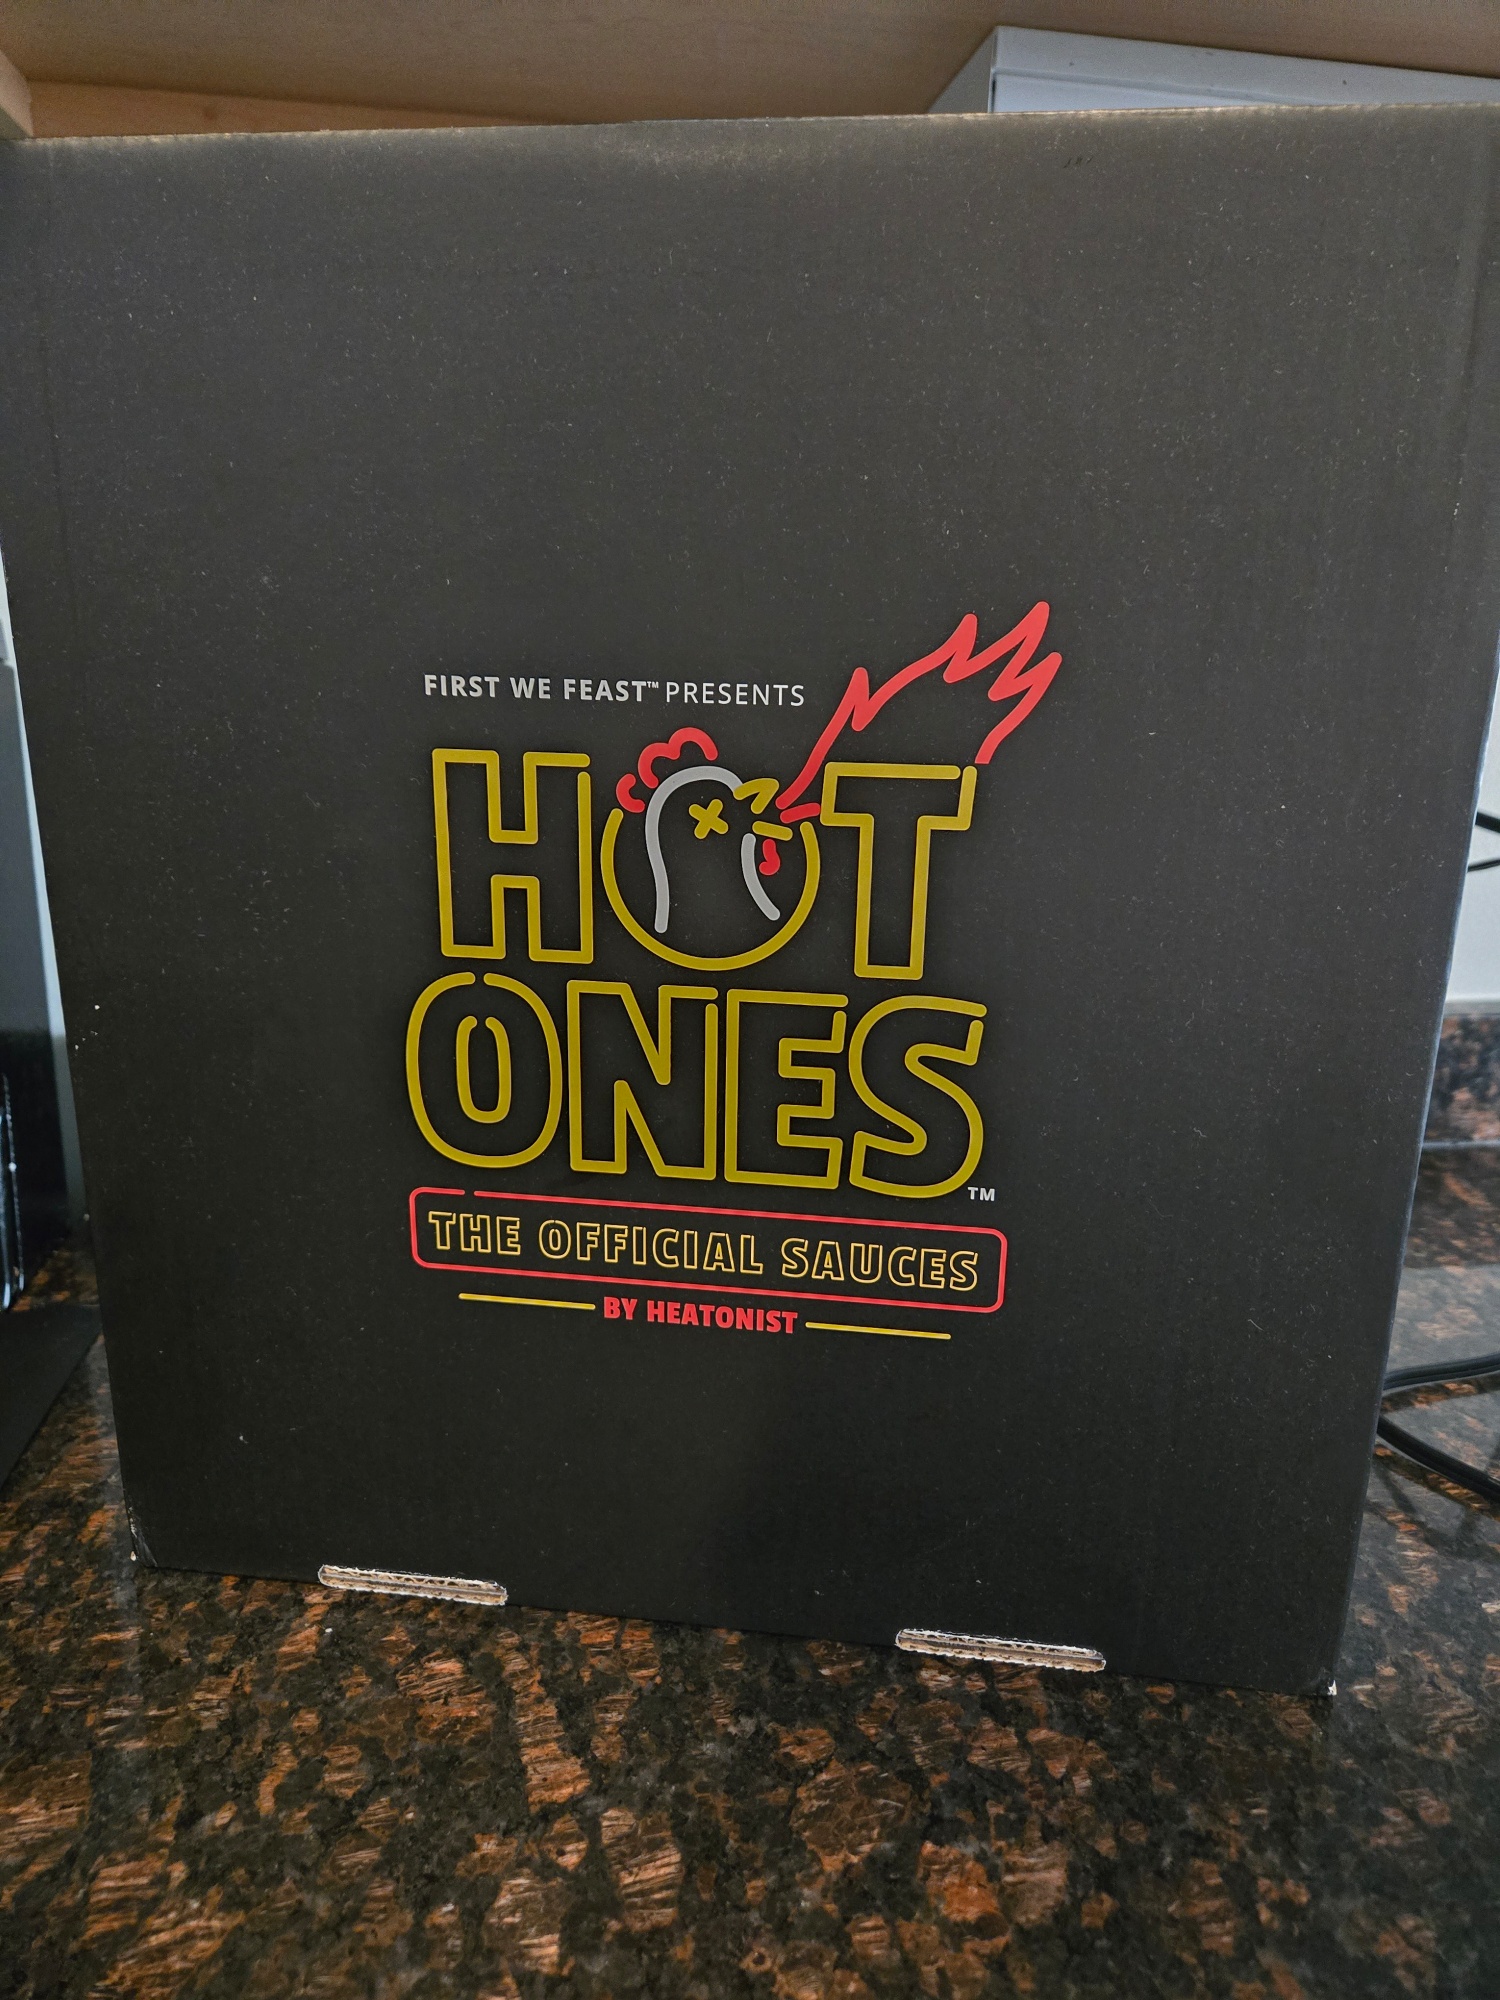 FIRST WE FEAST™ PRESENTS
HOT
ONES™
THE OFFICIAL SAUCES
BY HEATONIST